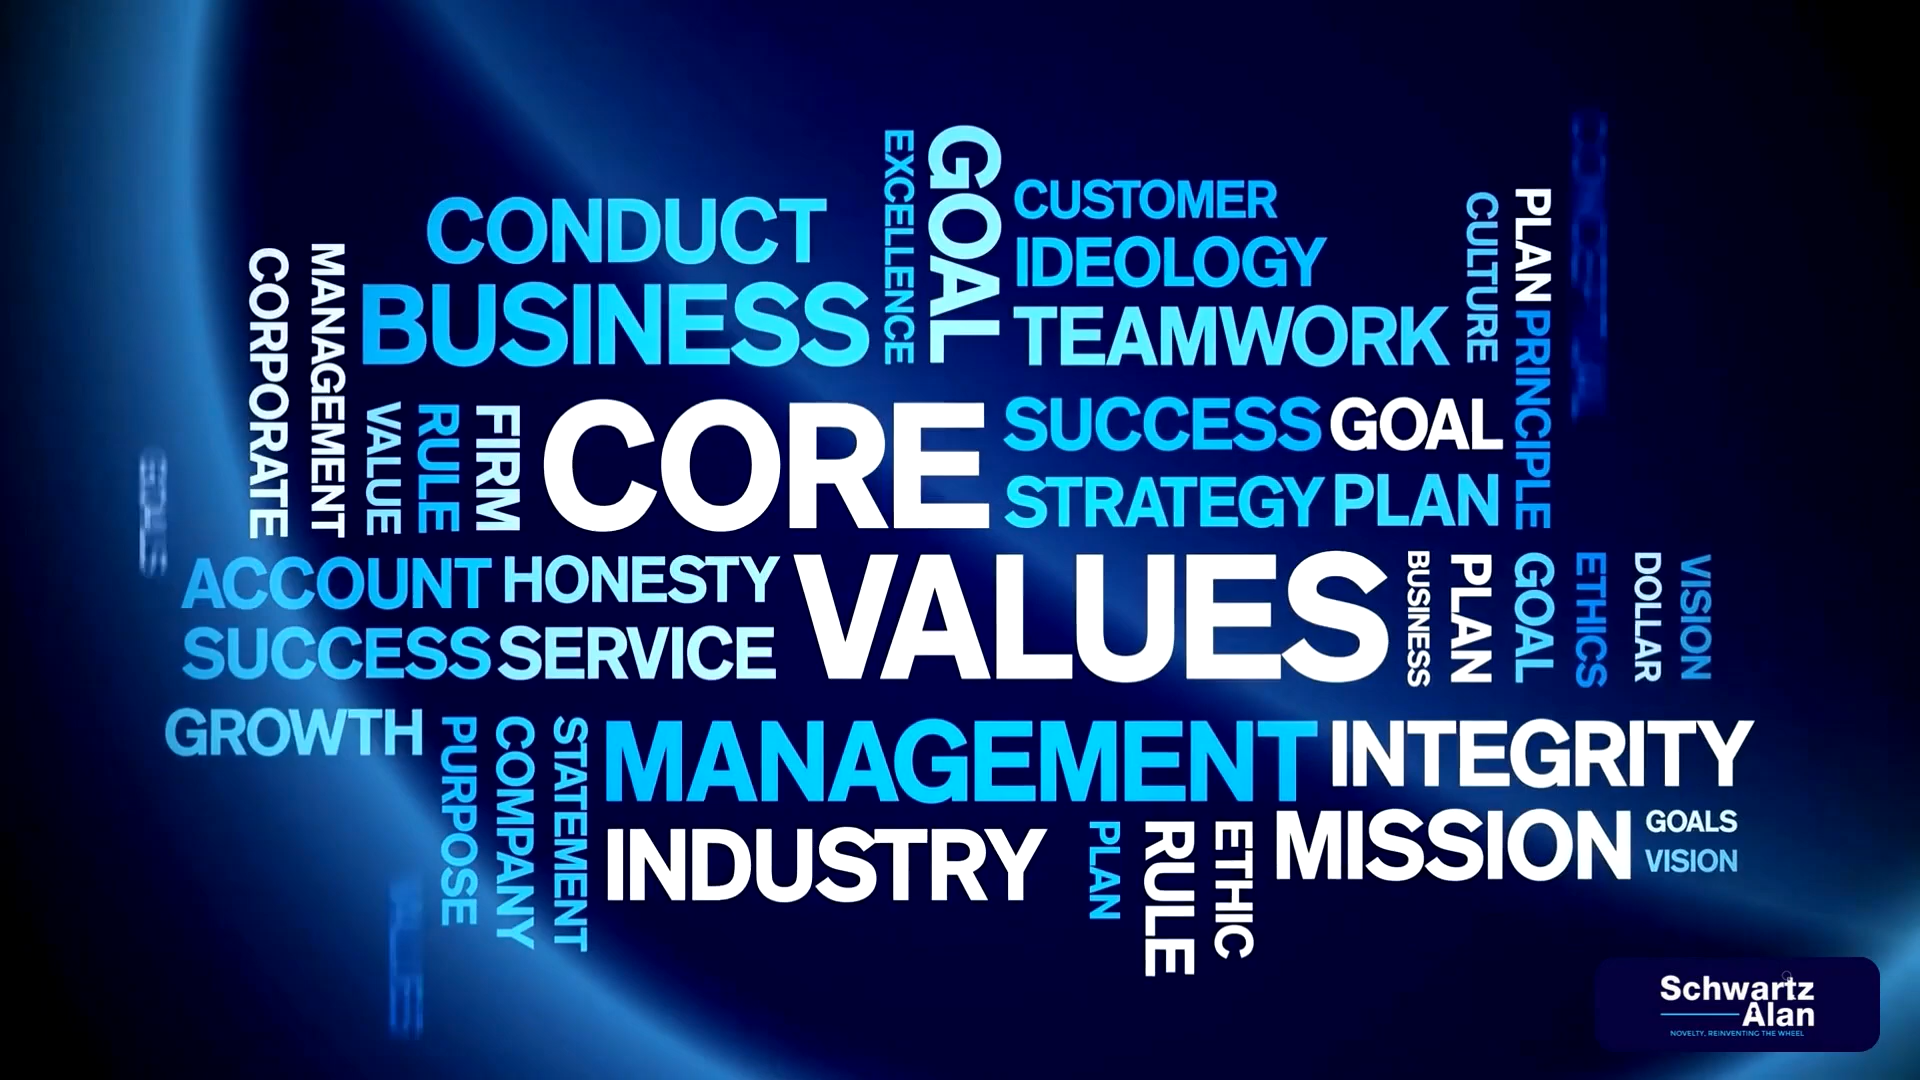 EXCELLENCE
GOAL
CUSTOMER
CONDUCT
IDEOLOGY
CULTURE
PLAN
PRINCIPLE
CORPORATE
MANAGEMENT
BUSINESS
TEAMWORK
VALUE
RULE
FIRM
CORE
SUCCESS
GOAL
STRATEGY
PLAN
ACCOUNT
HONESTY
VALUES
BUSINESS
PLAN
GOAL
ETHICS
DOLLAR
VISION
SUCCESS
SERVICE
GROWTH
PURPOSE
COMPANY
STATEMENT
MANAGEMENT
INTEGRITY
INDUSTRY
PLAN
RULE
ETHIC
MISSION
GOALS
VISION
Schwartz
Alan
NOVELTY, REINVENTING THE WHEEL